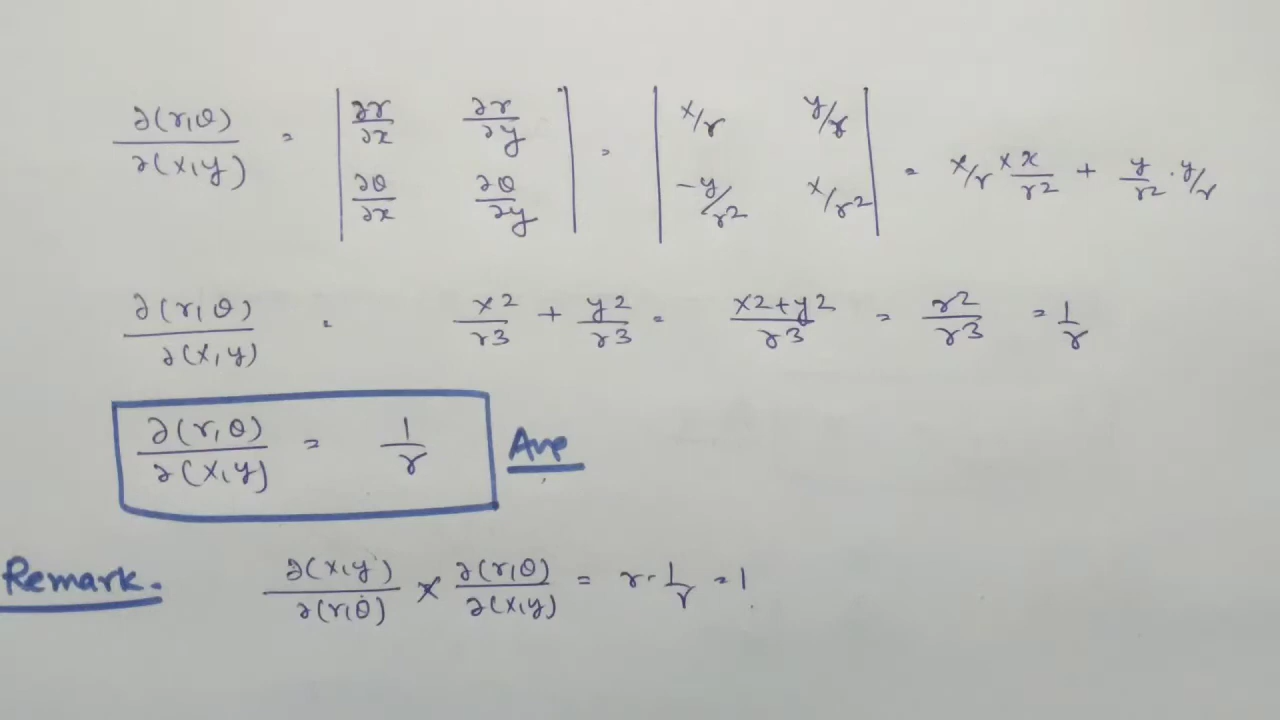 ∂(r,θ)/∂(x,y) = | ∂r/∂x ∂r/∂y ; ∂θ/∂x ∂θ/∂y | = | x/r y/r ; -y/r2 x/r2 | = x/r × x/r2 + y/r2 · y/r
∂(r,θ)/∂(x,y) = x2/r3 + y2/r3 = x2+y2/r3 = r2/r3 = 1/r
∂(r,θ)/∂(x,y) = 1/r Ans
Remark. ∂(x,y)/∂(r,θ) × ∂(r,θ)/∂(x,y) = r · 1/r = 1